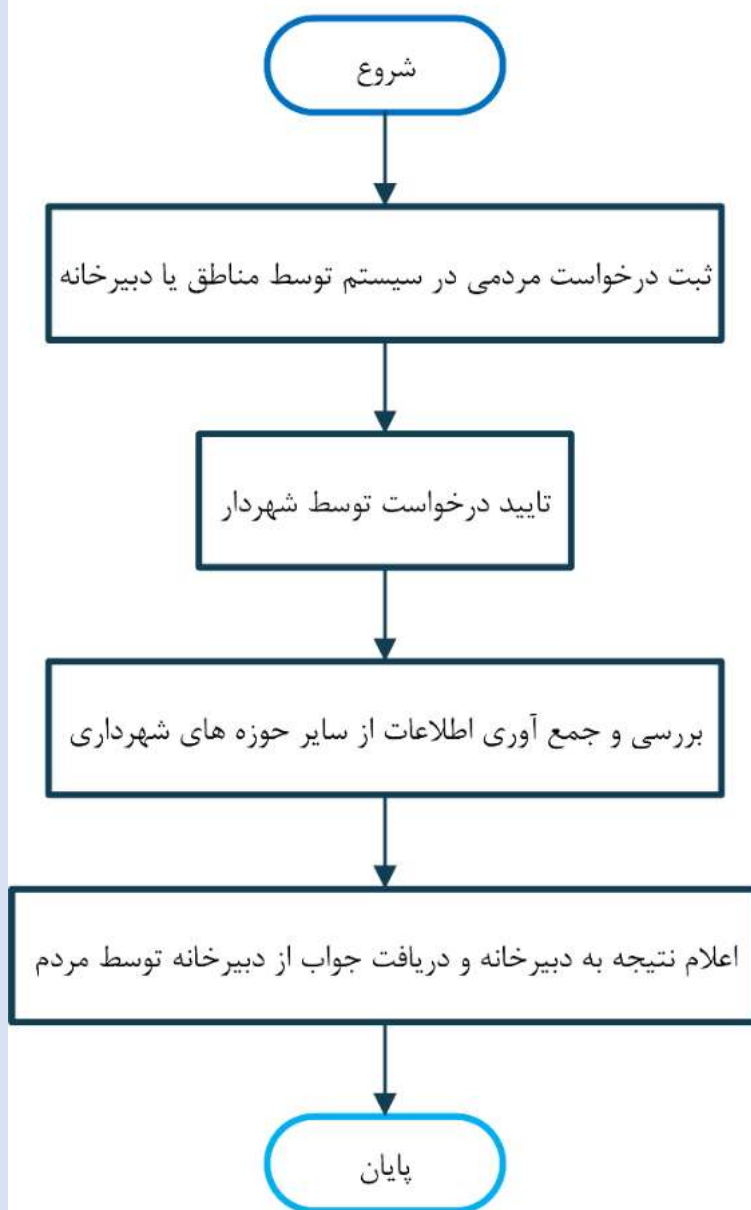 شروع
ثبت درخواست مردمی در سیستم توسط مناطق یا دبیرخانه
تایید درخواست توسط شهردار
بررسی و جمع آوری اطلاعات از سایر حوزه های شهرداری
اعلام نتیجه به دبیرخانه و دریافت جواب از دبیرخانه توسط مردم
پایان